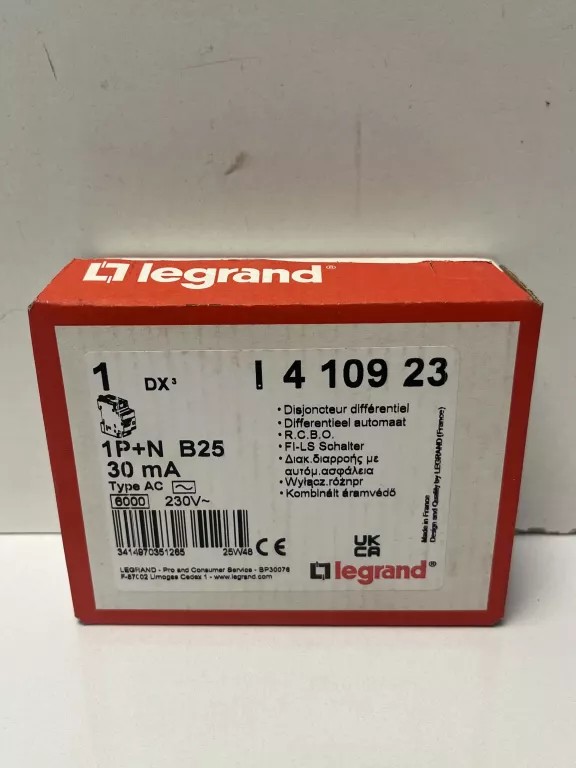 legrand®
1 DX³ I 4 109 23
1P+N B25
30 mA
Type AC
6000 230V~
3414970351265 25W46 CE
• Disjoncteur différentiel
• Differentieel automaat
• R.C.B.O.
• FI-LS Schalter
• Διακ.διαρροής με
αυτόμ.ασφάλεια
• Wyłącz.różnpr
• Kombinált áramvédő
UK
CA
legrand®
LEGRAND - Pro and Consumer Service - BP30076
F-87002 Limoges Cedex 1 - www.legrand.com
Made in France
Design and Quality by LEGRAND (France)